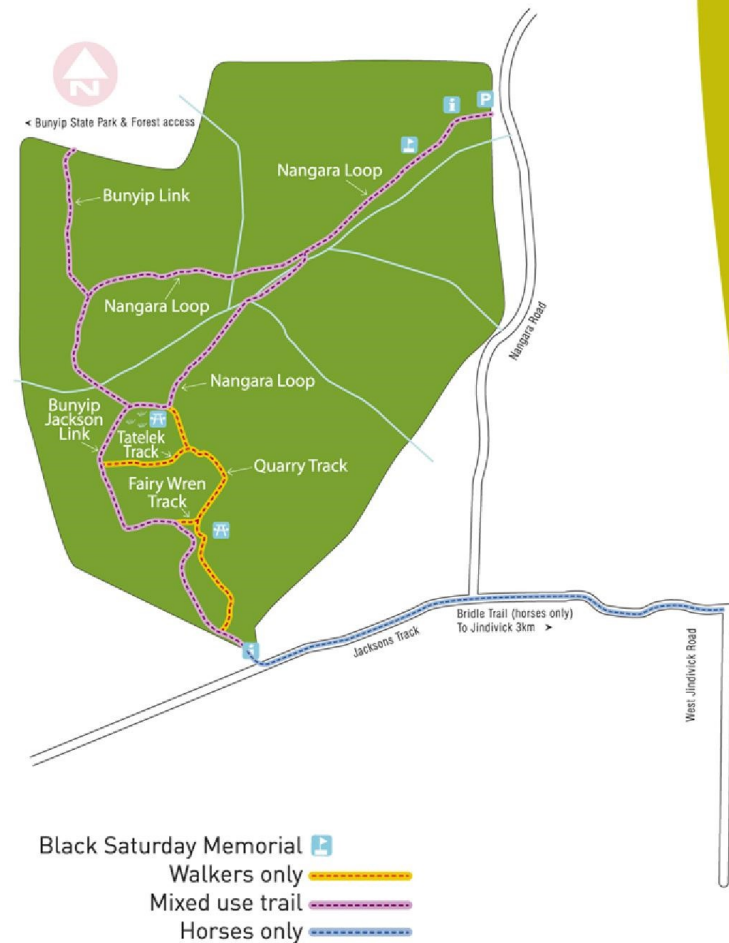 N
< Bunyip State Park & Forest access
i
P
Nangara Loop
Bunyip Link
Nangara Loop
Nangara Road
Nangara Loop
Bunyip
Jackson
Link
Tatelek
Track
Quarry Track
Fairy Wren
Track
i
Bridle Trail (horses only)
To Jindivick 3km >
Jacksons Track
West Jindivick Road
Black Saturday Memorial
Walkers only
Mixed use trail
Horses only